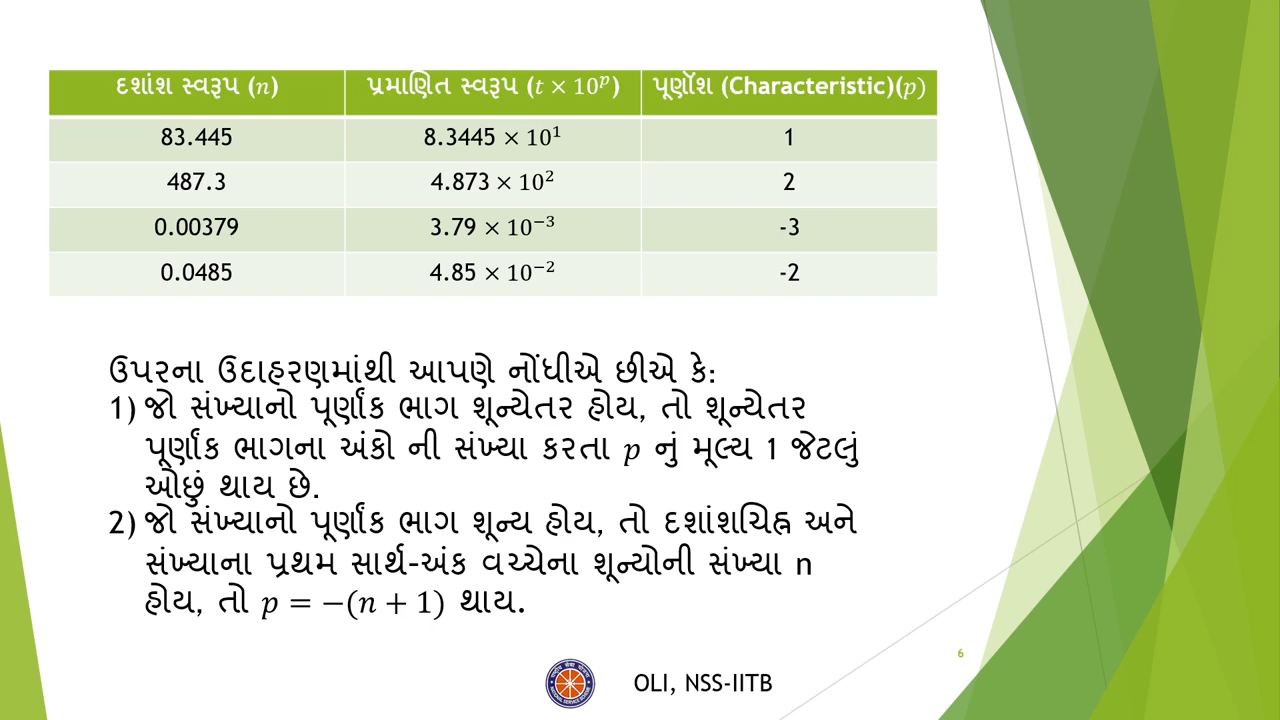 દશાંશ સ્વરૂપ (n) પ્રમાણિત સ્વરૂપ (t × 10^p) પૂર્ણાંશ (Characteristic)(p)
83.445 8.3445 × 10^1 1
487.3 4.873 × 10^2 2
0.00379 3.79 × 10^−3 -3
0.0485 4.85 × 10^−2 -2
ઉપરના ઉદાહરણમાંથી આપણે નોંધીએ છીએ કે:
1) જો સંખ્યાનો પૂર્ણાંક ભાગ શૂન્યેતર હોય, તો શૂન્યેતર
પૂર્ણાંક ભાગના અંકો ની સંખ્યા કરતા p નું મૂલ્ય 1 જેટલું
ઓછું થાય છે.
2) જો સંખ્યાનો પૂર્ણાંક ભાગ શૂન્ય હોય, તો દશાંશચિહ્ન અને
સંખ્યાના પ્રથમ સાર્થ-અંક વચ્ચેના શૂન્યોની સંખ્યા n
હોય, તો p = −(n + 1) થાય.
6
OLI, NSS-IITB